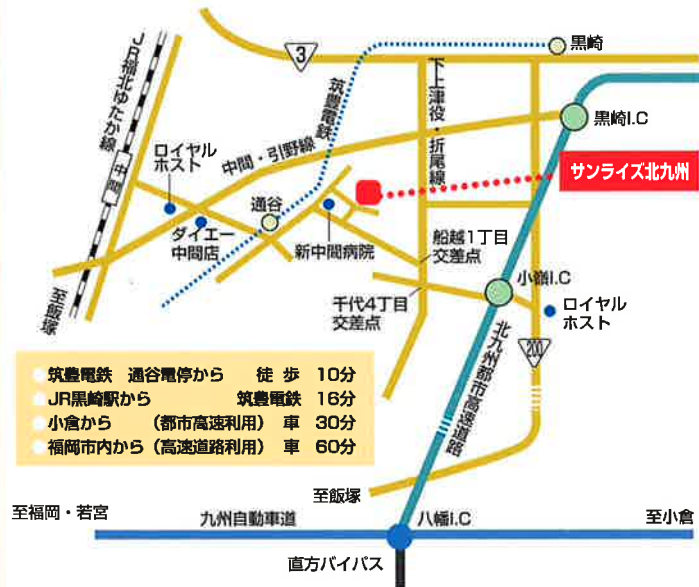 黒崎
3
JR福北ゆたか線
筑豊電鉄
下上津役・折尾線
黒崎I.C
ロイヤル
ホスト
中間・引野線
中間
サンライズ北九州
通谷
ダイエー
中間店
新中間病院
船越1丁目
交差点
小嶺I.C
千代4丁目
交差点
ロイヤル
ホスト
至飯塚
北九州都市高速道路
200
筑豊電鉄 通谷電停から 徒 歩 10分
JR黒崎駅から 筑豊電鉄 16分
小倉から (都市高速利用) 車 30分
福岡市内から(高速道路利用) 車 60分
至飯塚
至福岡・若宮
九州自動車道
八幡I.C
至小倉
直方バイパス